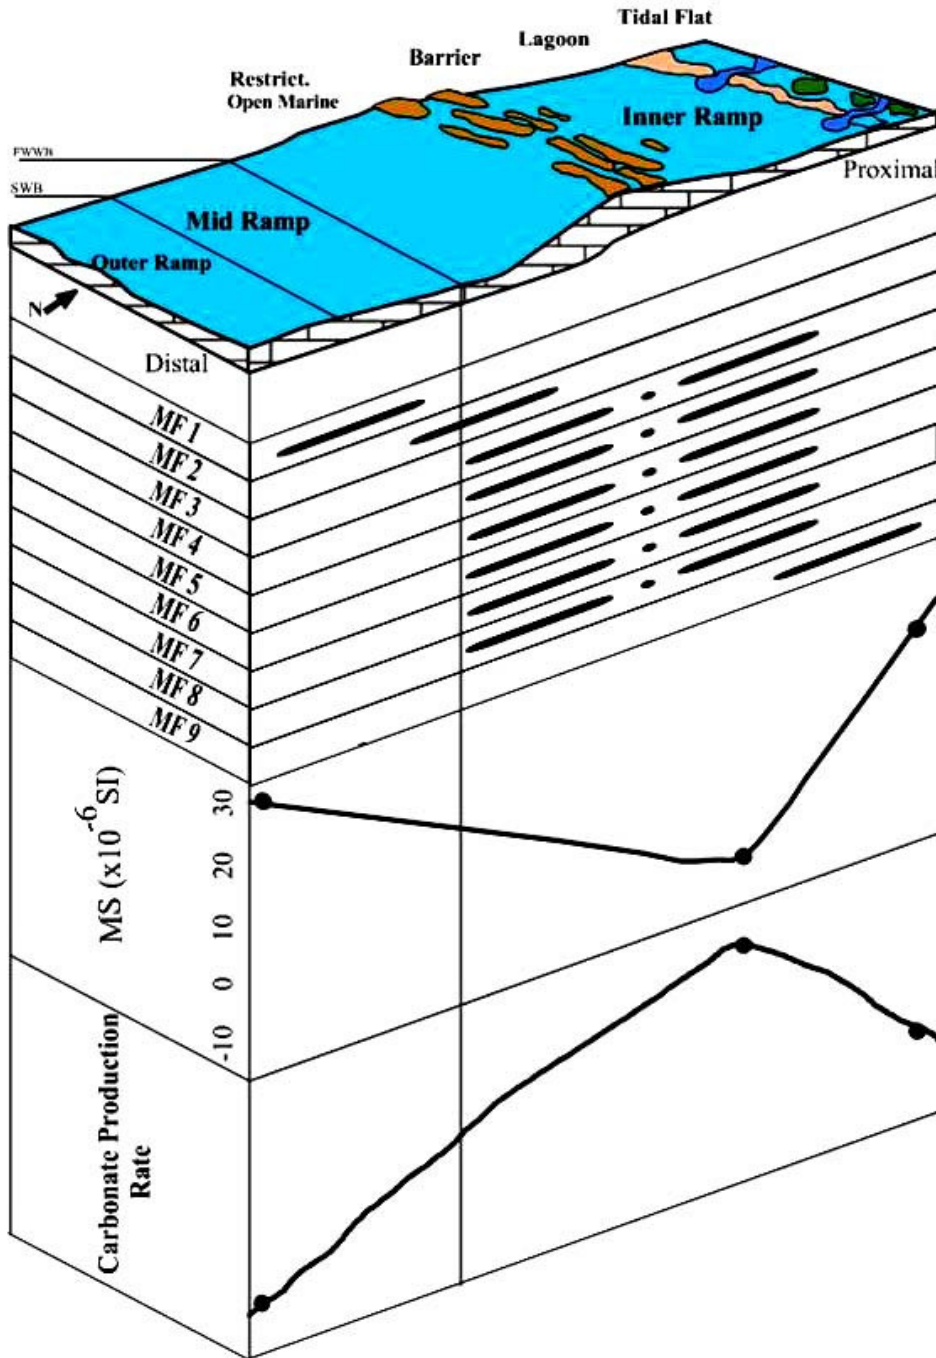 Tidal Flat
Lagoon
Barrier
Restrict.
Open Marine
Inner Ramp
FWWB
Proximal
SWB
Mid Ramp
Outer Ramp
N
Distal
MF 1
MF 2
MF 3
MF 4
MF 5
MF 6
MF 7
MF 8
MF 9
MS (x10⁻⁶ SI)
30
20
10
0
-10
Carbonate Production
Rate